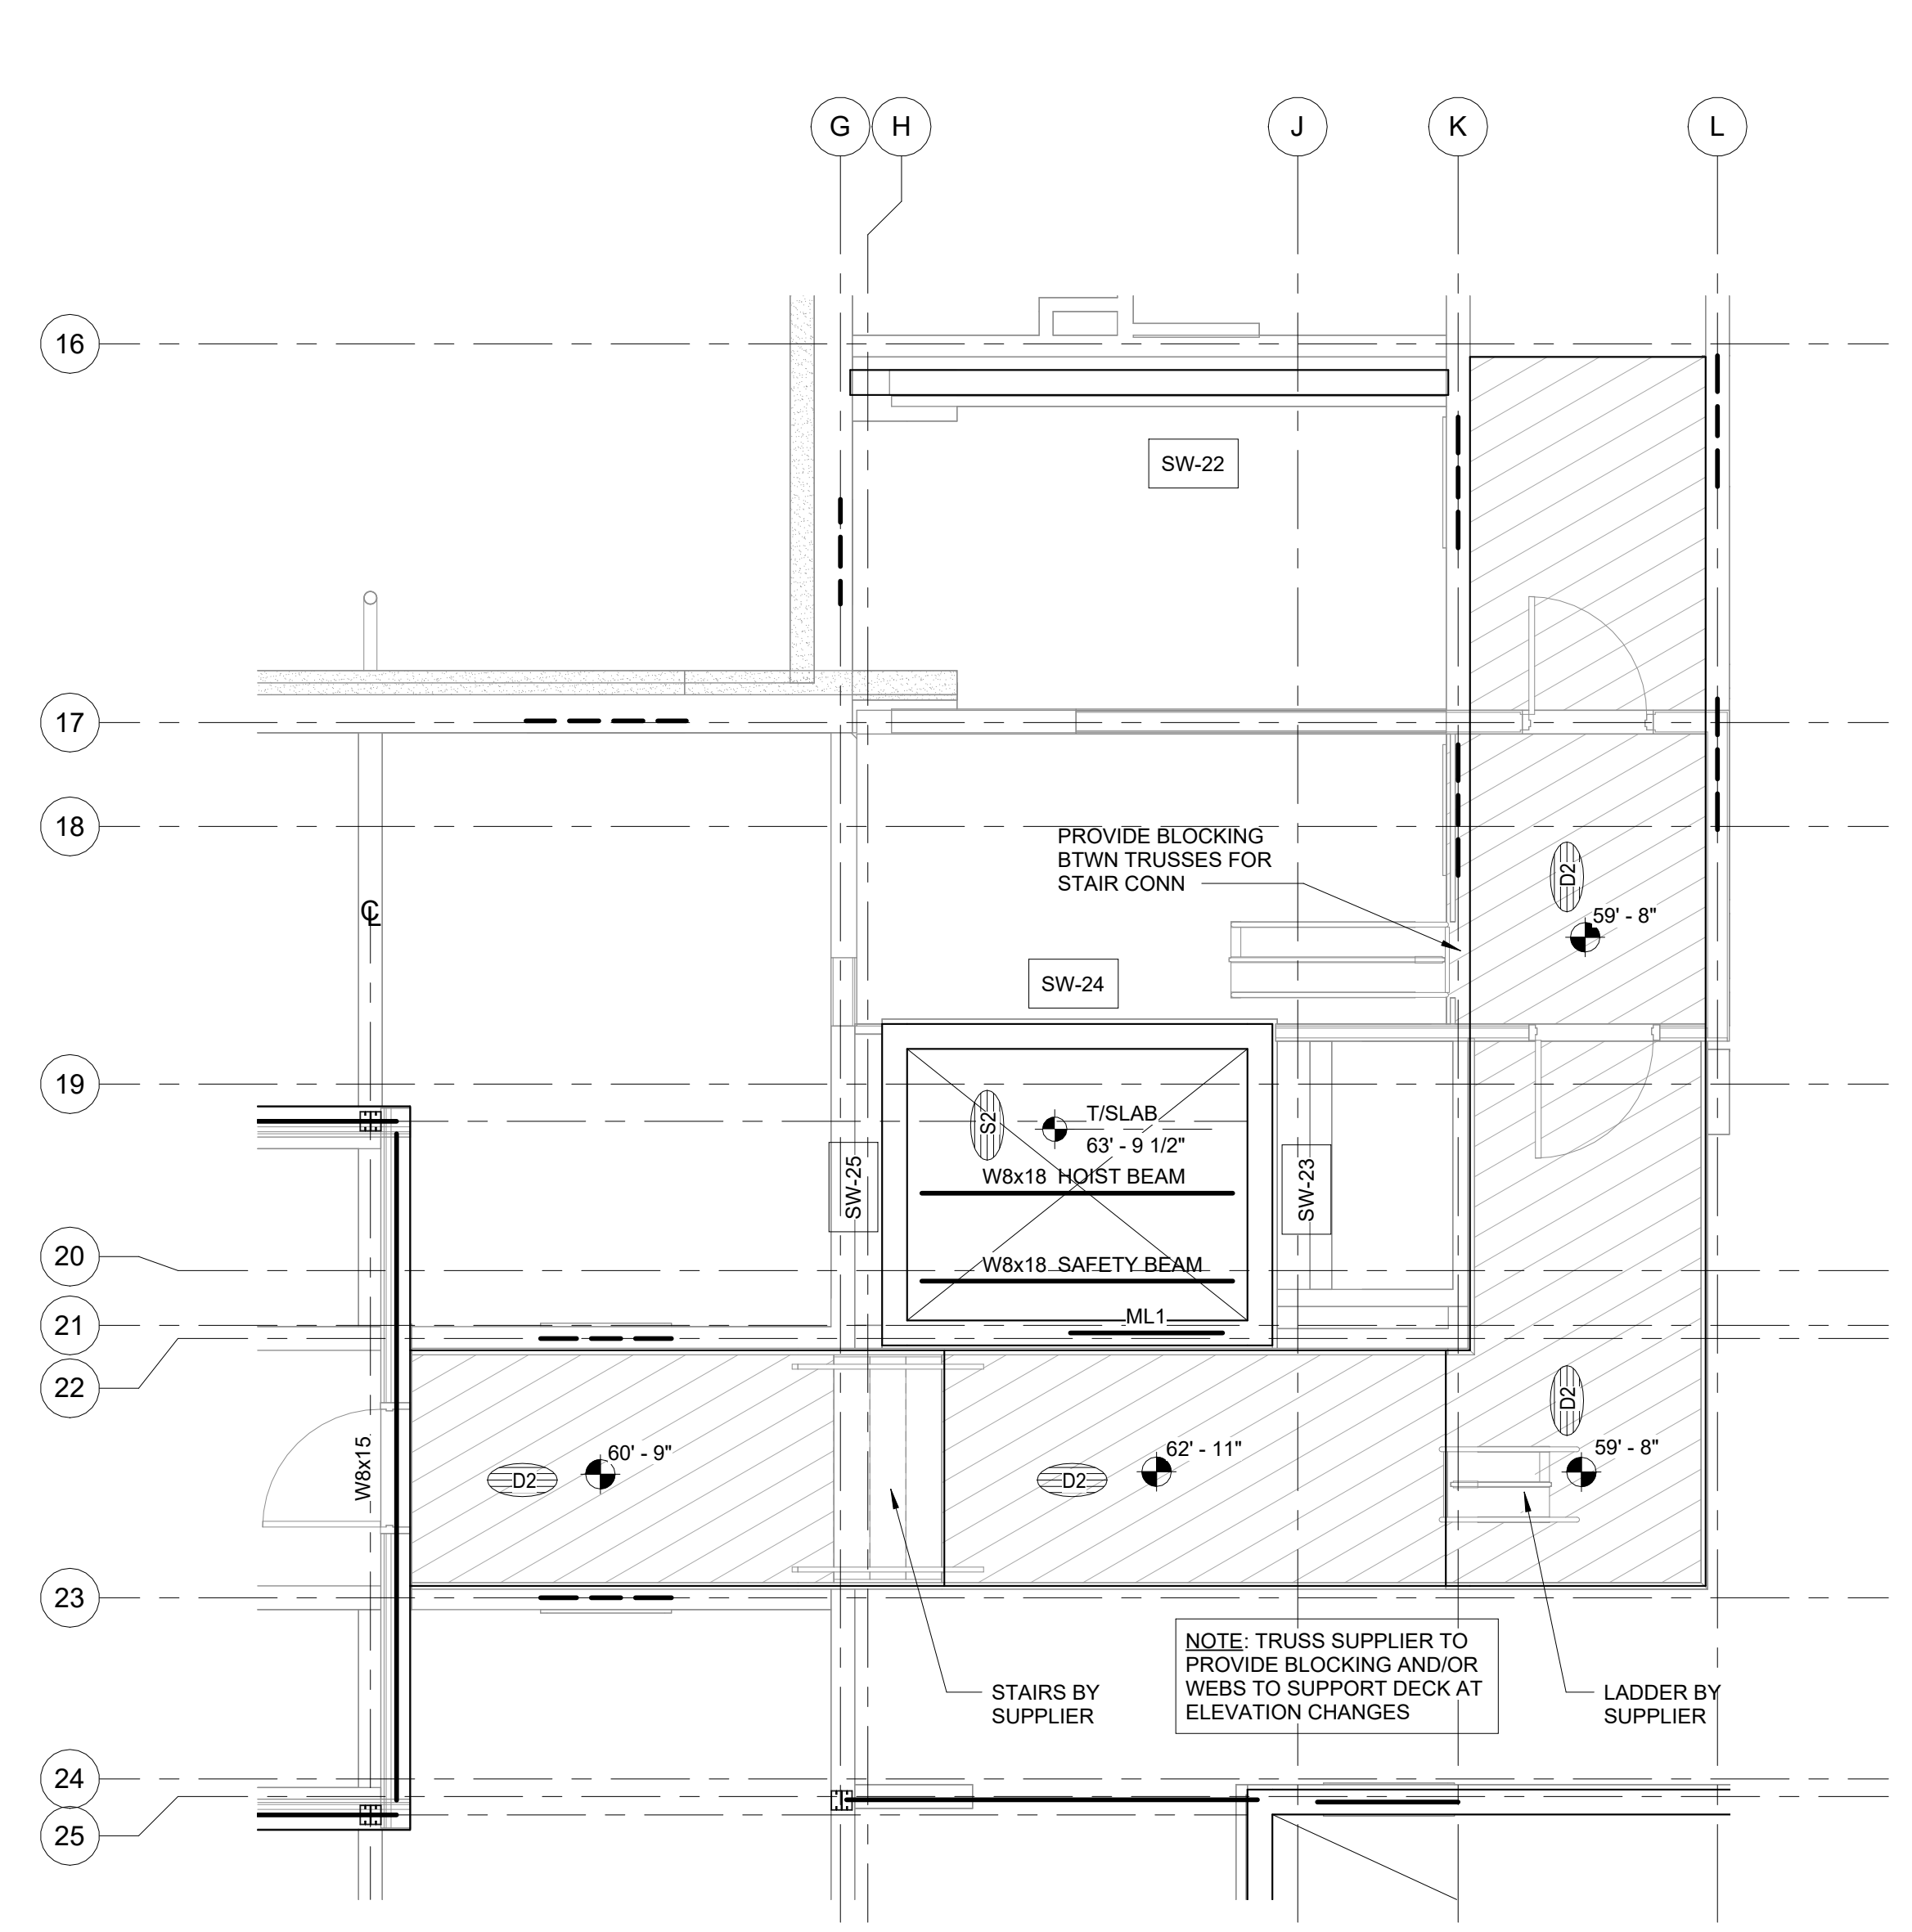 G
H
J
K
L
16
17
18
19
20
21
22
23
24
25
SW-22
PROVIDE BLOCKING
BTWN TRUSSES FOR
STAIR CONN
D2
59' - 8"
℄
SW-24
S2
T/SLAB
63' - 9 1/2"
SW-25
W8x18 HOIST BEAM
SW-23
W8x18 SAFETY BEAM
ML1
W8x15
D2
60' - 9"
D2
62' - 11"
D2
59' - 8"
NOTE: TRUSS SUPPLIER TO
PROVIDE BLOCKING AND/OR
WEBS TO SUPPORT DECK AT
ELEVATION CHANGES
STAIRS BY
SUPPLIER
LADDER BY
SUPPLIER